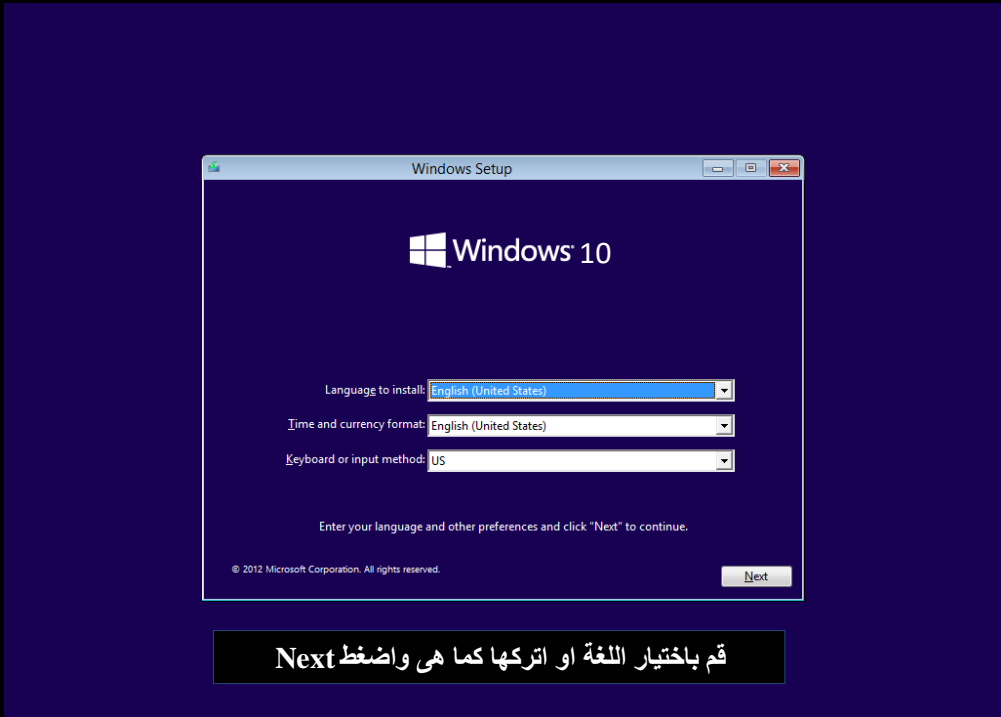 Windows Setup
Windows 10
Language to install: English (United States)
Time and currency format: English (United States)
Keyboard or input method: US
Enter your language and other preferences and click "Next" to continue.
© 2012 Microsoft Corporation. All rights reserved.
Next
قم باختيار اللغة او اتركها كما هى واضغط Next